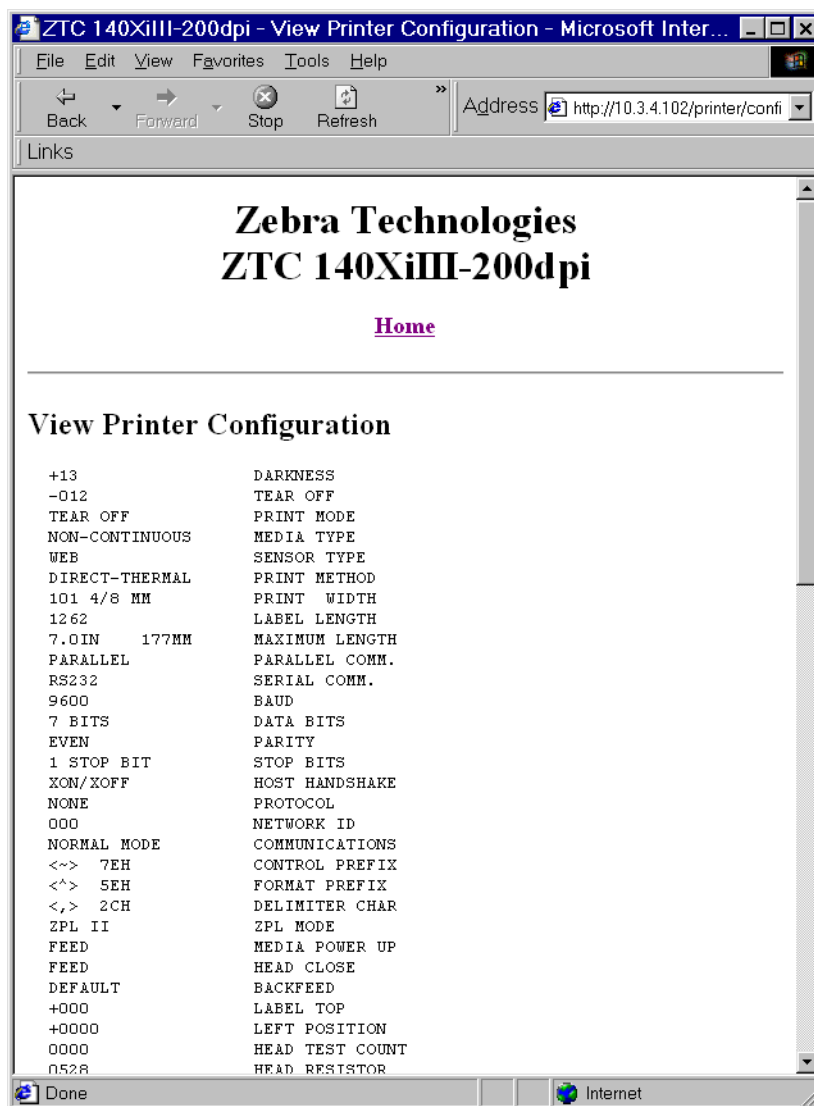 ZTC 140XiIII-200dpi - View Printer Configuration - Microsoft Inter...
File Edit View Favorites Tools Help
Back Forward Stop Refresh » Address http://10.3.4.102/printer/confi
Links
Zebra Technologies
ZTC 140XiIII-200dpi
Home
View Printer Configuration
+13 DARKNESS
-012 TEAR OFF
TEAR OFF PRINT MODE
NON-CONTINUOUS MEDIA TYPE
WEB SENSOR TYPE
DIRECT-THERMAL PRINT METHOD
101 4/8 MM PRINT WIDTH
1262 LABEL LENGTH
7.0IN 177MM MAXIMUM LENGTH
PARALLEL PARALLEL COMM.
RS232 SERIAL COMM.
9600 BAUD
7 BITS DATA BITS
EVEN PARITY
1 STOP BIT STOP BITS
XON/XOFF HOST HANDSHAKE
NONE PROTOCOL
000 NETWORK ID
NORMAL MODE COMMUNICATIONS
<~> 7EH CONTROL PREFIX
<^> 5EH FORMAT PREFIX
<,> 2CH DELIMITER CHAR
ZPL II ZPL MODE
FEED MEDIA POWER UP
FEED HEAD CLOSE
DEFAULT BACKFEED
+000 LABEL TOP
+0000 LEFT POSITION
0000 HEAD TEST COUNT
0528 HEAD RESISTOR
Done Internet